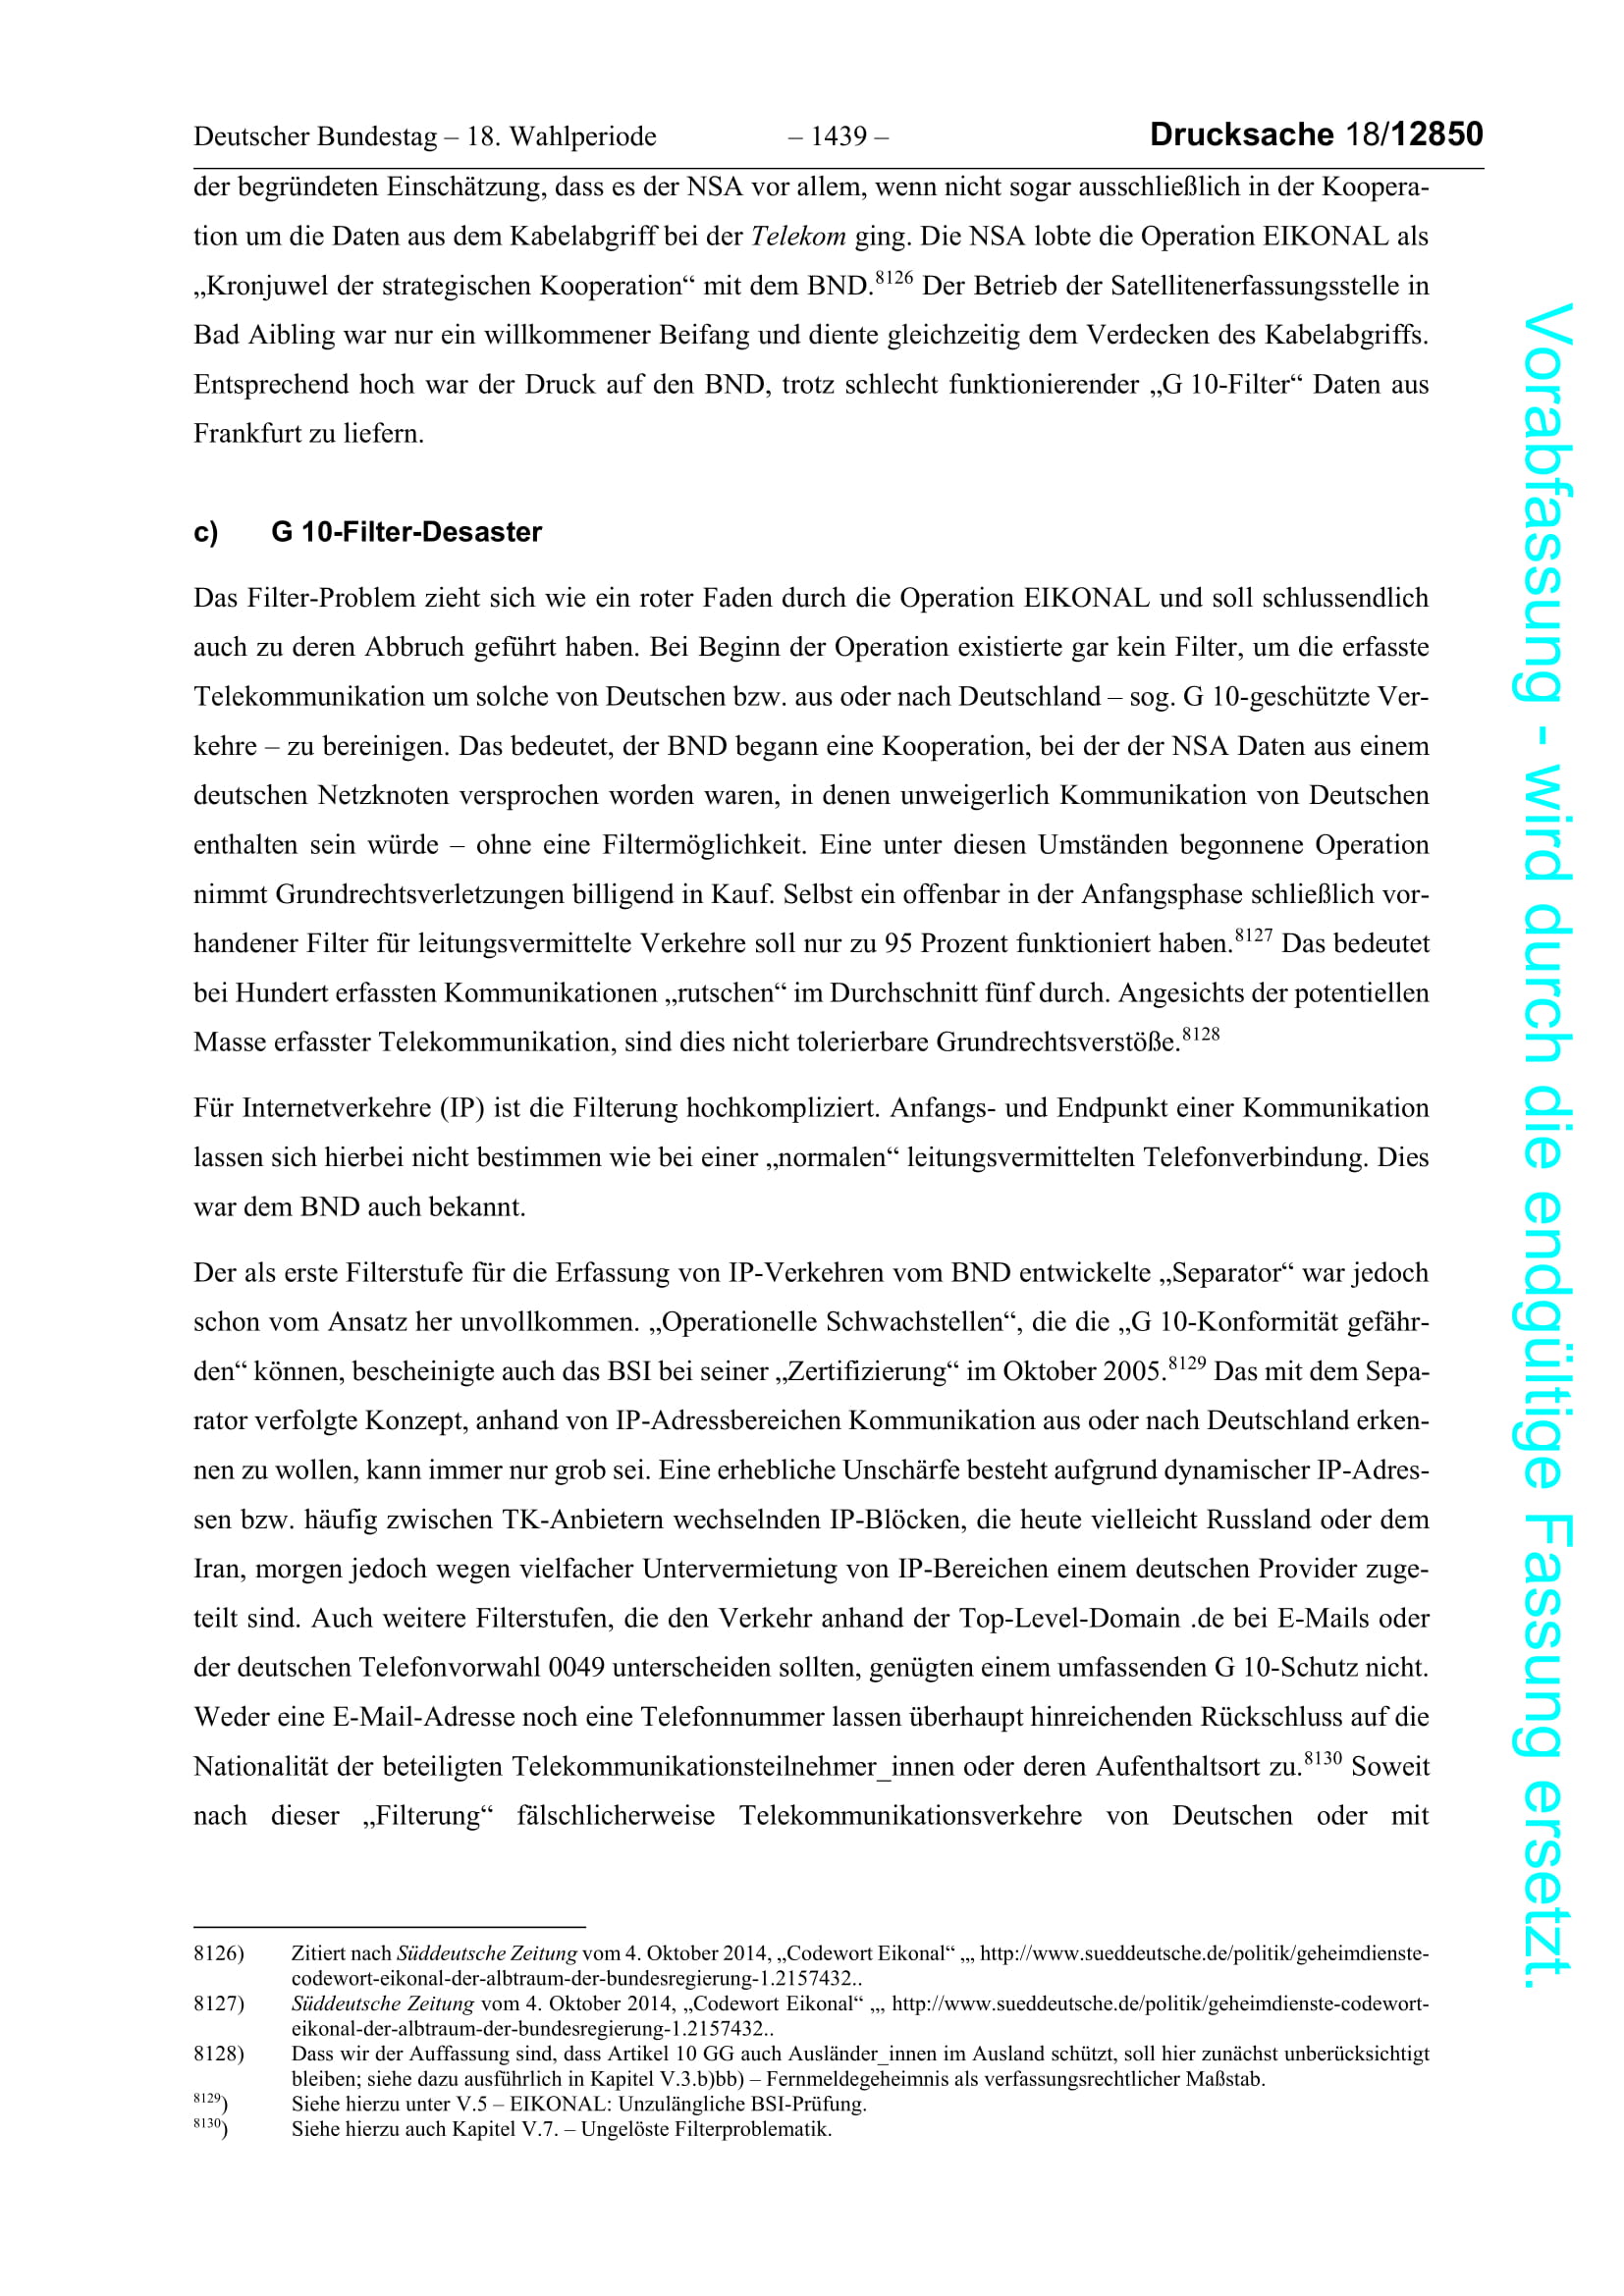 Deutscher Bundestag – 18. Wahlperiode – 1439 – Drucksache 18/12850
der begründeten Einschätzung, dass es der NSA vor allem, wenn nicht sogar ausschließlich in der Koopera-
tion um die Daten aus dem Kabelabgriff bei der Telekom ging. Die NSA lobte die Operation EIKONAL als
„Kronjuwel der strategischen Kooperation“ mit dem BND.8126 Der Betrieb der Satellitenerfassungsstelle in
Bad Aibling war nur ein willkommener Beifang und diente gleichzeitig dem Verdecken des Kabelabgriffs.
Entsprechend hoch war der Druck auf den BND, trotz schlecht funktionierender „G 10-Filter“ Daten aus
Frankfurt zu liefern.
c) G 10-Filter-Desaster
Das Filter-Problem zieht sich wie ein roter Faden durch die Operation EIKONAL und soll schlussendlich
auch zu deren Abbruch geführt haben. Bei Beginn der Operation existierte gar kein Filter, um die erfasste
Telekommunikation um solche von Deutschen bzw. aus oder nach Deutschland – sog. G 10-geschützte Ver-
kehre – zu bereinigen. Das bedeutet, der BND begann eine Kooperation, bei der der NSA Daten aus einem
deutschen Netzknoten versprochen worden waren, in denen unweigerlich Kommunikation von Deutschen
enthalten sein würde – ohne eine Filtermöglichkeit. Eine unter diesen Umständen begonnene Operation
nimmt Grundrechtsverletzungen billigend in Kauf. Selbst ein offenbar in der Anfangsphase schließlich vor-
handener Filter für leitungsvermittelte Verkehre soll nur zu 95 Prozent funktioniert haben.8127 Das bedeutet
bei Hundert erfassten Kommunikationen „rutschen“ im Durchschnitt fünf durch. Angesichts der potentiellen
Masse erfasster Telekommunikation, sind dies nicht tolerierbare Grundrechtsverstöße.8128
Für Internetverkehre (IP) ist die Filterung hochkompliziert. Anfangs- und Endpunkt einer Kommunikation
lassen sich hierbei nicht bestimmen wie bei einer „normalen“ leitungsvermittelten Telefonverbindung. Dies
war dem BND auch bekannt.
Der als erste Filterstufe für die Erfassung von IP-Verkehren vom BND entwickelte „Separator“ war jedoch
schon vom Ansatz her unvollkommen. „Operationelle Schwachstellen“, die die „G 10-Konformität gefähr-
den“ können, bescheinigte auch das BSI bei seiner „Zertifizierung“ im Oktober 2005.8129 Das mit dem Sepa-
rator verfolgte Konzept, anhand von IP-Adressbereichen Kommunikation aus oder nach Deutschland erken-
nen zu wollen, kann immer nur grob sei. Eine erhebliche Unschärfe besteht aufgrund dynamischer IP-Adres-
sen bzw. häufig zwischen TK-Anbietern wechselnden IP-Blöcken, die heute vielleicht Russland oder dem
Iran, morgen jedoch wegen vielfacher Untervermietung von IP-Bereichen einem deutschen Provider zuge-
teilt sind. Auch weitere Filterstufen, die den Verkehr anhand der Top-Level-Domain .de bei E-Mails oder
der deutschen Telefonvorwahl 0049 unterscheiden sollten, genügten einem umfassenden G 10-Schutz nicht.
Weder eine E-Mail-Adresse noch eine Telefonnummer lassen überhaupt hinreichenden Rückschluss auf die
Nationalität der beteiligten Telekommunikationsteilnehmer_innen oder deren Aufenthaltsort zu.8130 Soweit
nach dieser „Filterung“ fälschlicherweise Telekommunikationsverkehre von Deutschen oder mit
8126) Zitiert nach Süddeutsche Zeitung vom 4. Oktober 2014, „Codewort Eikonal“ „, http://www.sueddeutsche.de/politik/geheimdienste-
codewort-eikonal-der-albtraum-der-bundesregierung-1.2157432..
8127) Süddeutsche Zeitung vom 4. Oktober 2014, „Codewort Eikonal“ „, http://www.sueddeutsche.de/politik/geheimdienste-codewort-
eikonal-der-albtraum-der-bundesregierung-1.2157432..
8128) Dass wir der Auffassung sind, dass Artikel 10 GG auch Ausländer_innen im Ausland schützt, soll hier zunächst unberücksichtigt
bleiben; siehe dazu ausführlich in Kapitel V.3.b)bb) – Fernmeldegeheimnis als verfassungsrechtlicher Maßstab.
8129) Siehe hierzu unter V.5 – EIKONAL: Unzulängliche BSI-Prüfung.
8130) Siehe hierzu auch Kapitel V.7. – Ungelöste Filterproblematik.
Vorabfassung - wird durch die endgültige Fassung ersetzt.